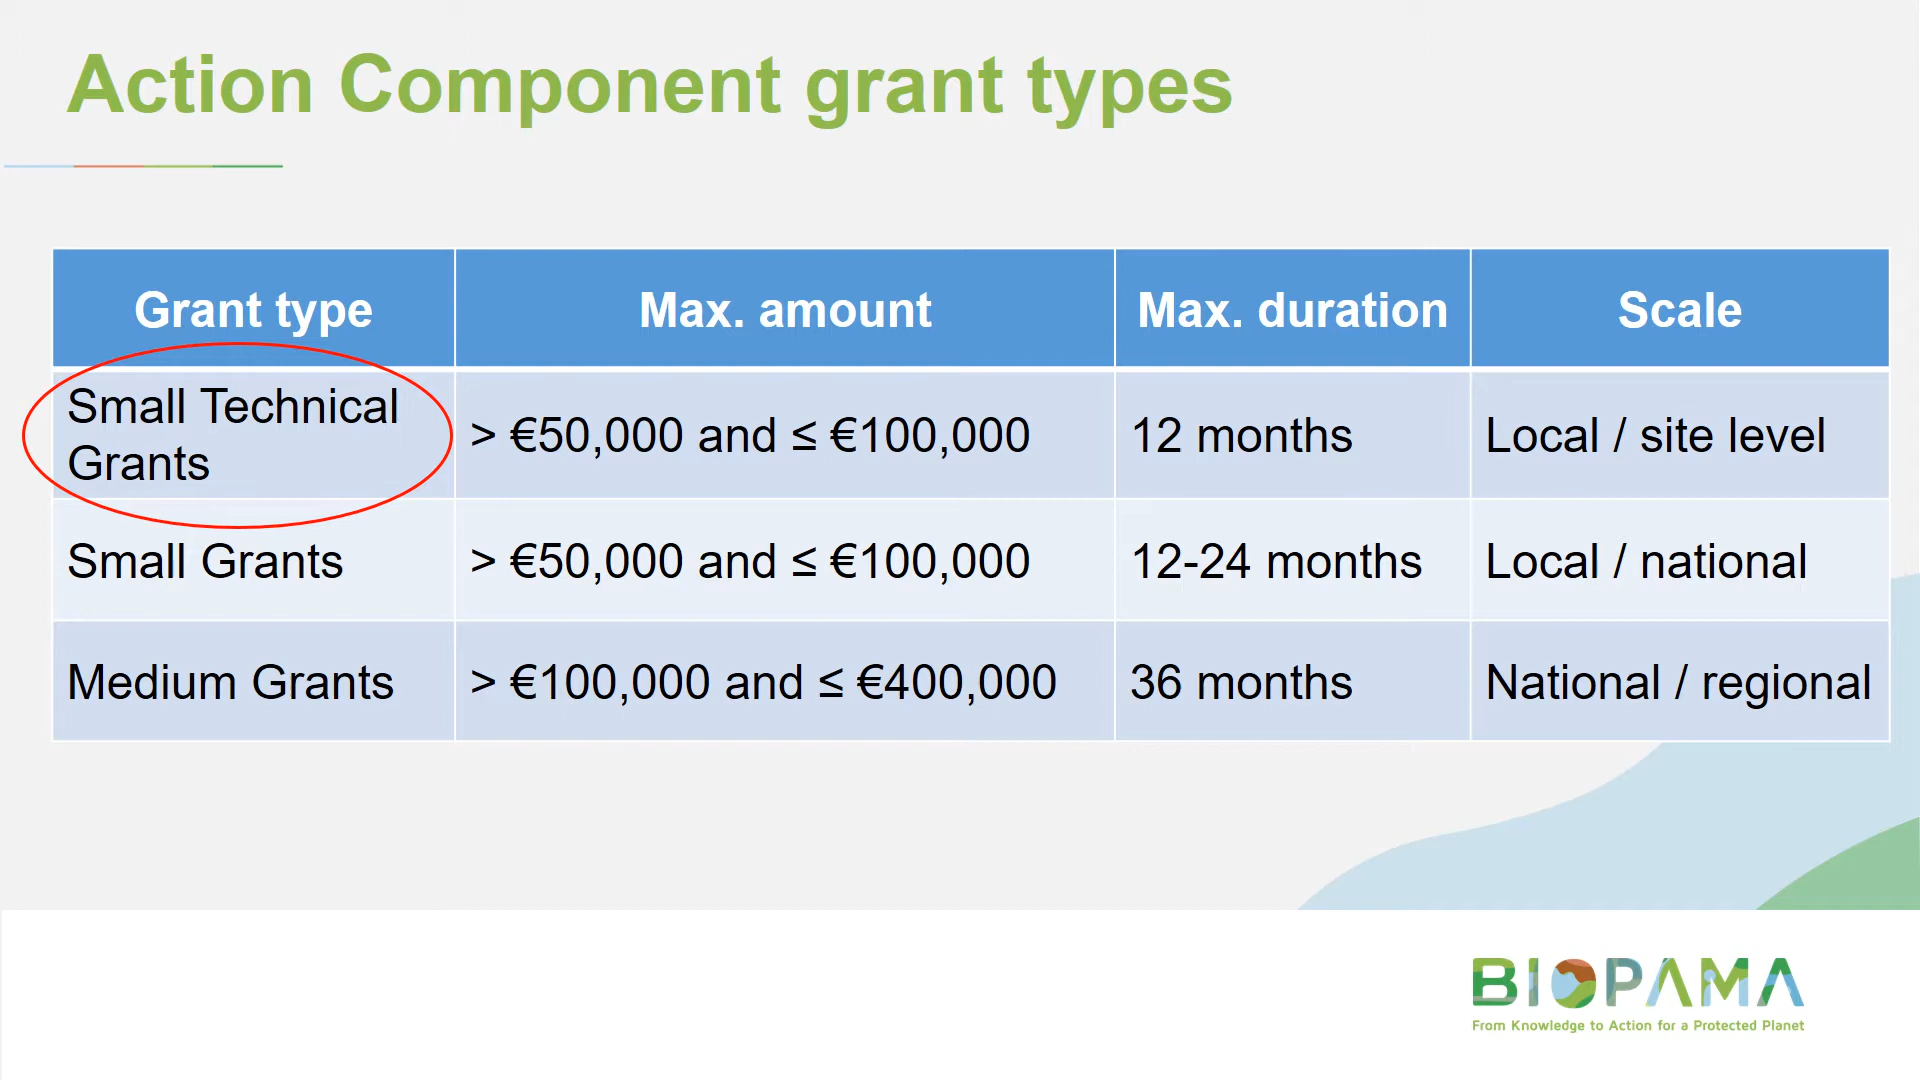 Action Component grant types
Grant type Max. amount Max. duration Scale
Small Technical
Grants
> €50,000 and ≤ €100,000 12 months Local / site level
Small Grants > €50,000 and ≤ €100,000 12-24 months Local / national
Medium Grants > €100,000 and ≤ €400,000 36 months National / regional
BIOPAMA
From Knowledge to Action for a Protected Planet